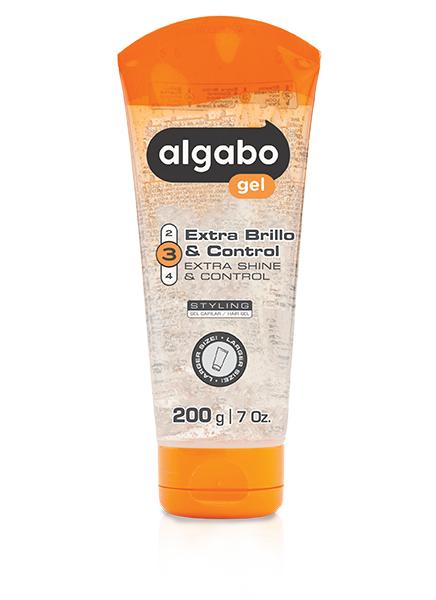 algabo
gel
2
3
4
Extra Brillo
& Control
EXTRA SHINE
& CONTROL
STYLING
GEL CAPILAR / HAIR GEL
LARGER SIZE! · LARGER SIZE! ·
200 g | 7 Oz.